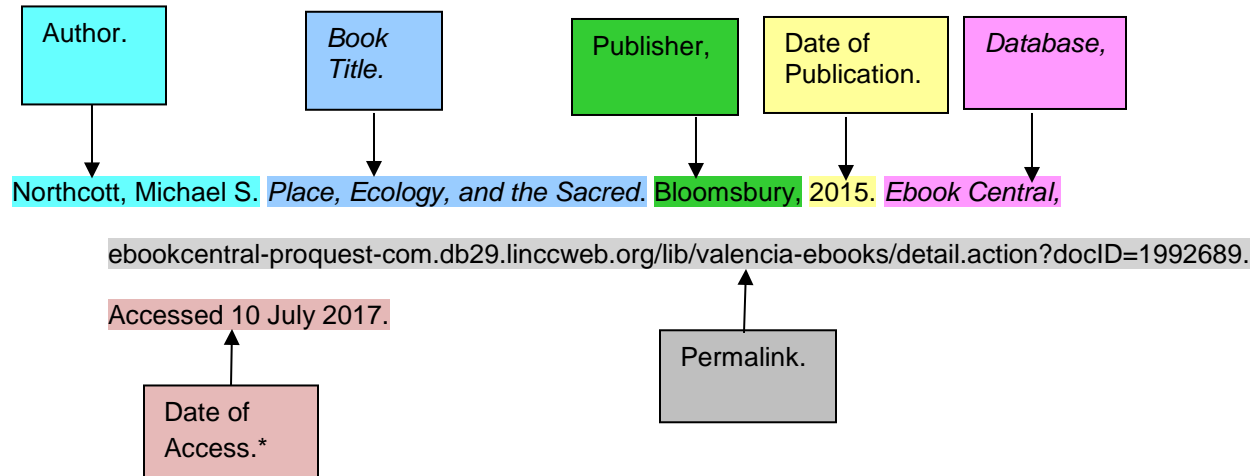 Author.
Book
Title.
Publisher,
Date of
Publication.
Database,
Northcott, Michael S. Place, Ecology, and the Sacred. Bloomsbury, 2015. Ebook Central,
ebookcentral-proquest-com.db29.linccweb.org/lib/valencia-ebooks/detail.action?docID=1992689.
Accessed 10 July 2017.
Permalink.
Date of
Access.*